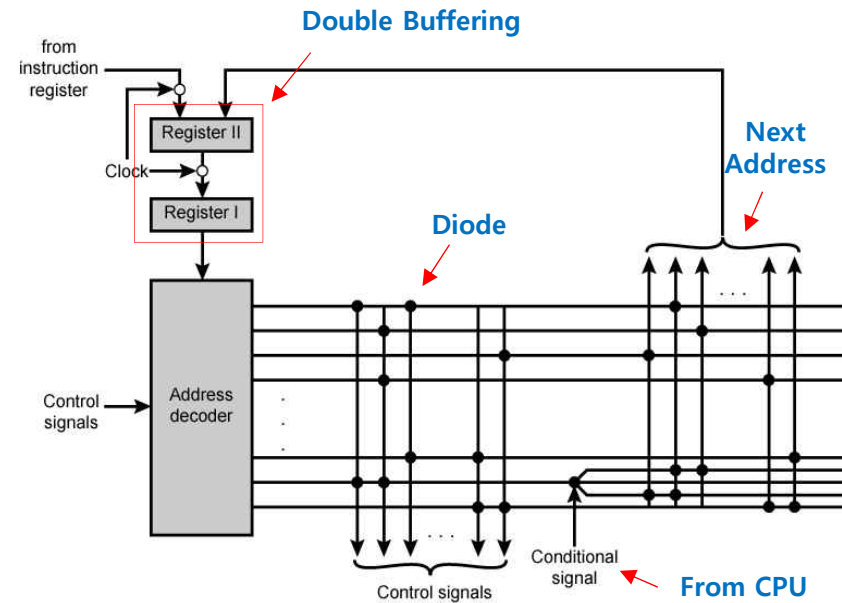 Double Buffering
from
instruction
register
Register II
Clock
Register I
Next
Address
Diode
. . .
Control
signals
Address
decoder
.
.
.
. . .
Control signals
Conditional
signal
From CPU